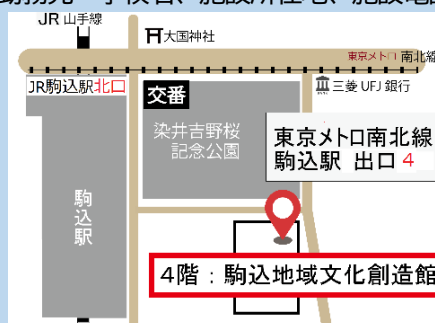 JR 山手線
大国神社
東京メトロ 南北線
JR駒込駅北口
交番
三菱 UFJ 銀行
染井吉野桜
記念公園
東京メトロ南北線
駒込駅 出口 4
駒込駅
4階：駒込地域文化創造館